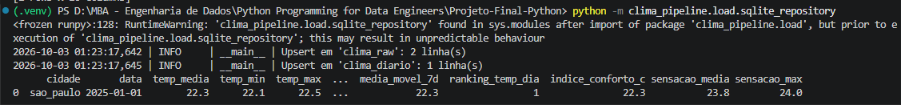 (.venv) PS D:\MBA - Engenharia de Dados\Python Programming for Data Engineers\Projeto-Final-Python> python -m clima_pipeline.load.sqlite_repository
<frozen runpy>:128: RuntimeWarning: 'clima_pipeline.load.sqlite_repository' found in sys.modules after import of package 'clima_pipeline.load', but prior to e
xecution of 'clima_pipeline.load.sqlite_repository'; this may result in unpredictable behaviour
2026-10-03 01:23:17,642 | INFO     | __main__ | Upsert em 'clima_raw': 2 linha(s)
2026-10-03 01:23:17,645 | INFO     | __main__ | Upsert em 'clima_diario': 1 linha(s)
      cidade        data  temp_media  temp_min  temp_max  ...  media_movel_7d  ranking_temp_dia  indice_conforto_c  sensacao_media  sensacao_max
0  sao_paulo  2025-01-01        22.3      22.1      22.5  ...            22.3                 1               22.3            23.8          24.0